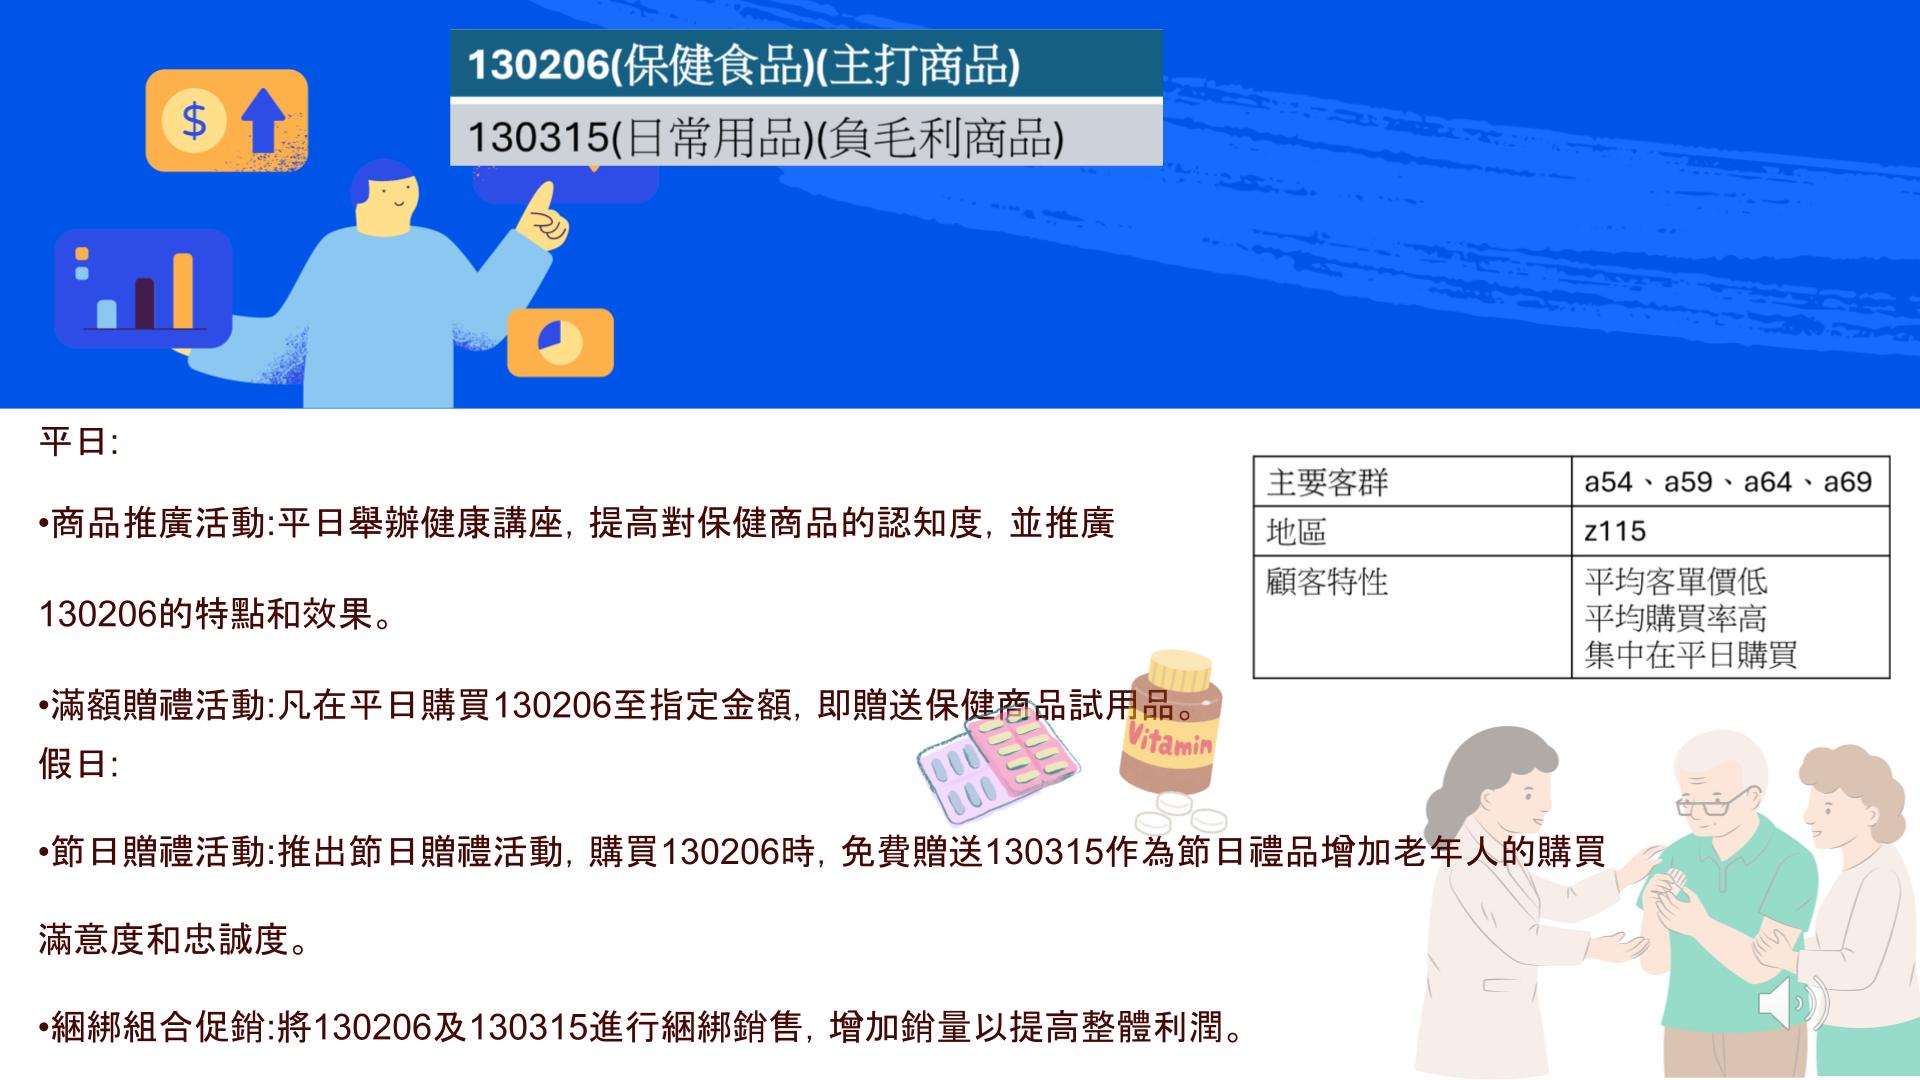 130206(保健食品)(主打商品)
130315(日常用品)(負毛利商品)
$
平日:
•商品推廣活動:平日舉辦健康講座, 提高對保健商品的認知度, 並推廣
130206的特點和效果。
•滿額贈禮活動:凡在平日購買130206至指定金額, 即贈送保健商品試用品。
假日:
•節日贈禮活動:推出節日贈禮活動, 購買130206時, 免費贈送130315作為節日禮品增加老年人的購買
滿意度和忠誠度。
•綑綁組合促銷:將130206及130315進行綑綁銷售, 增加銷量以提高整體利潤。
主要客群 a54、a59、a64、a69
地區 z115
顧客特性 平均客單價低
平均購買率高
集中在平日購買
Vitamin